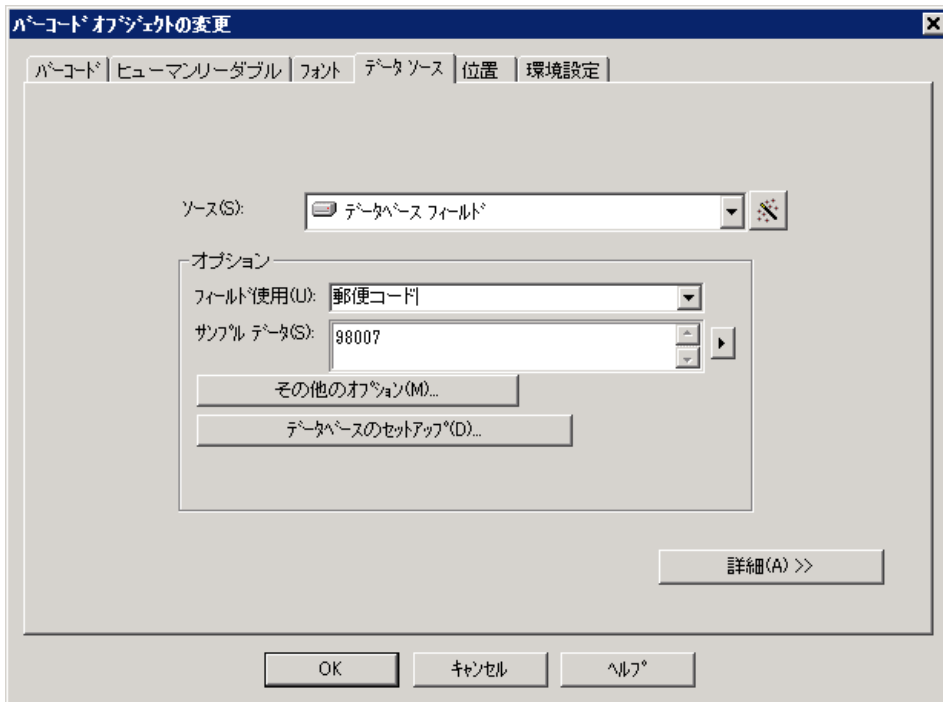 バーコード オブジェクトの変更
バーコード ヒューマンリーダブル フォント データ ソース 位置 環境設定
ソース(S): データベース フィールド
オプション
フィールド使用(U): 郵便コード
サンプル データ(S): 98007
その他のオプション(M)...
データベースのセットアップ(D)...
詳細(A) >>
OK キャンセル ヘルプ